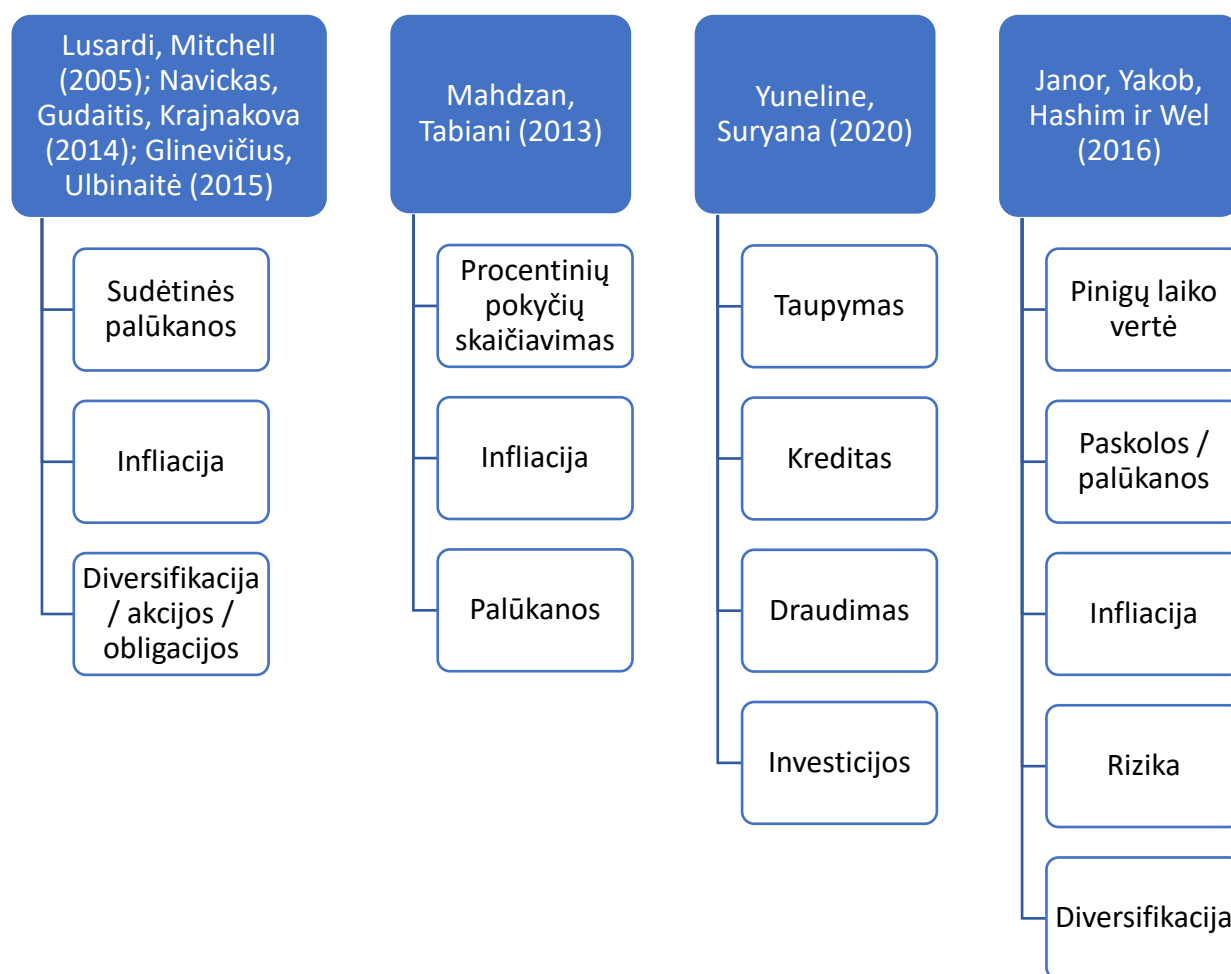 Lusardi, Mitchell
(2005); Navickas,
Gudaitis, Krajnakova
(2014); Glinevičius,
Ulbinaitė (2015)
Sudėtinės
palūkanos
Infliacija
Diversifikacija
/ akcijos /
obligacijos
Mahdzan,
Tabiani (2013)
Procentinių
pokyčių
skaičiavimas
Infliacija
Palūkanos
Yuneline,
Suryana (2020)
Taupymas
Kreditas
Draudimas
Investicijos
Janor, Yakob,
Hashim ir Wel
(2016)
Pinigų laiko
vertė
Paskolos /
palūkanos
Infliacija
Rizika
Diversifikacija